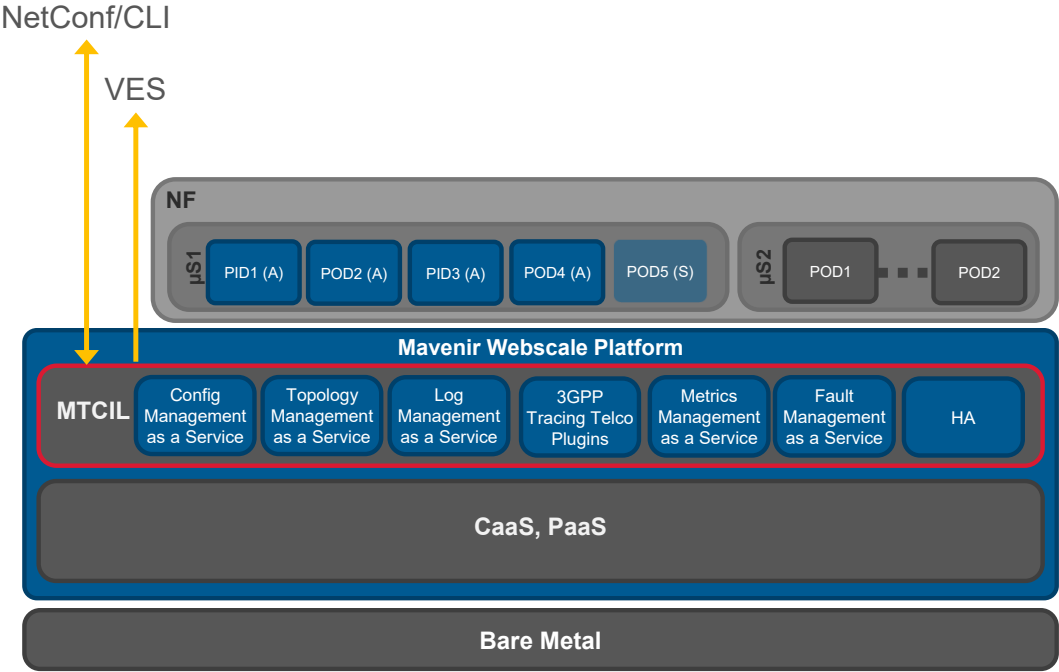 NetConf/CLI
VES
NF
µS1
PID1 (A)
POD2 (A)
PID3 (A)
POD4 (A)
POD5 (S)
µS2
POD1
POD2
Mavenir Webscale Platform
MTCIL
Config
Management
as a Service
Topology
Management
as a Service
Log
Management
as a Service
3GPP
Tracing Telco
Plugins
Metrics
Management
as a Service
Fault
Management
as a Service
HA
CaaS, PaaS
Bare Metal